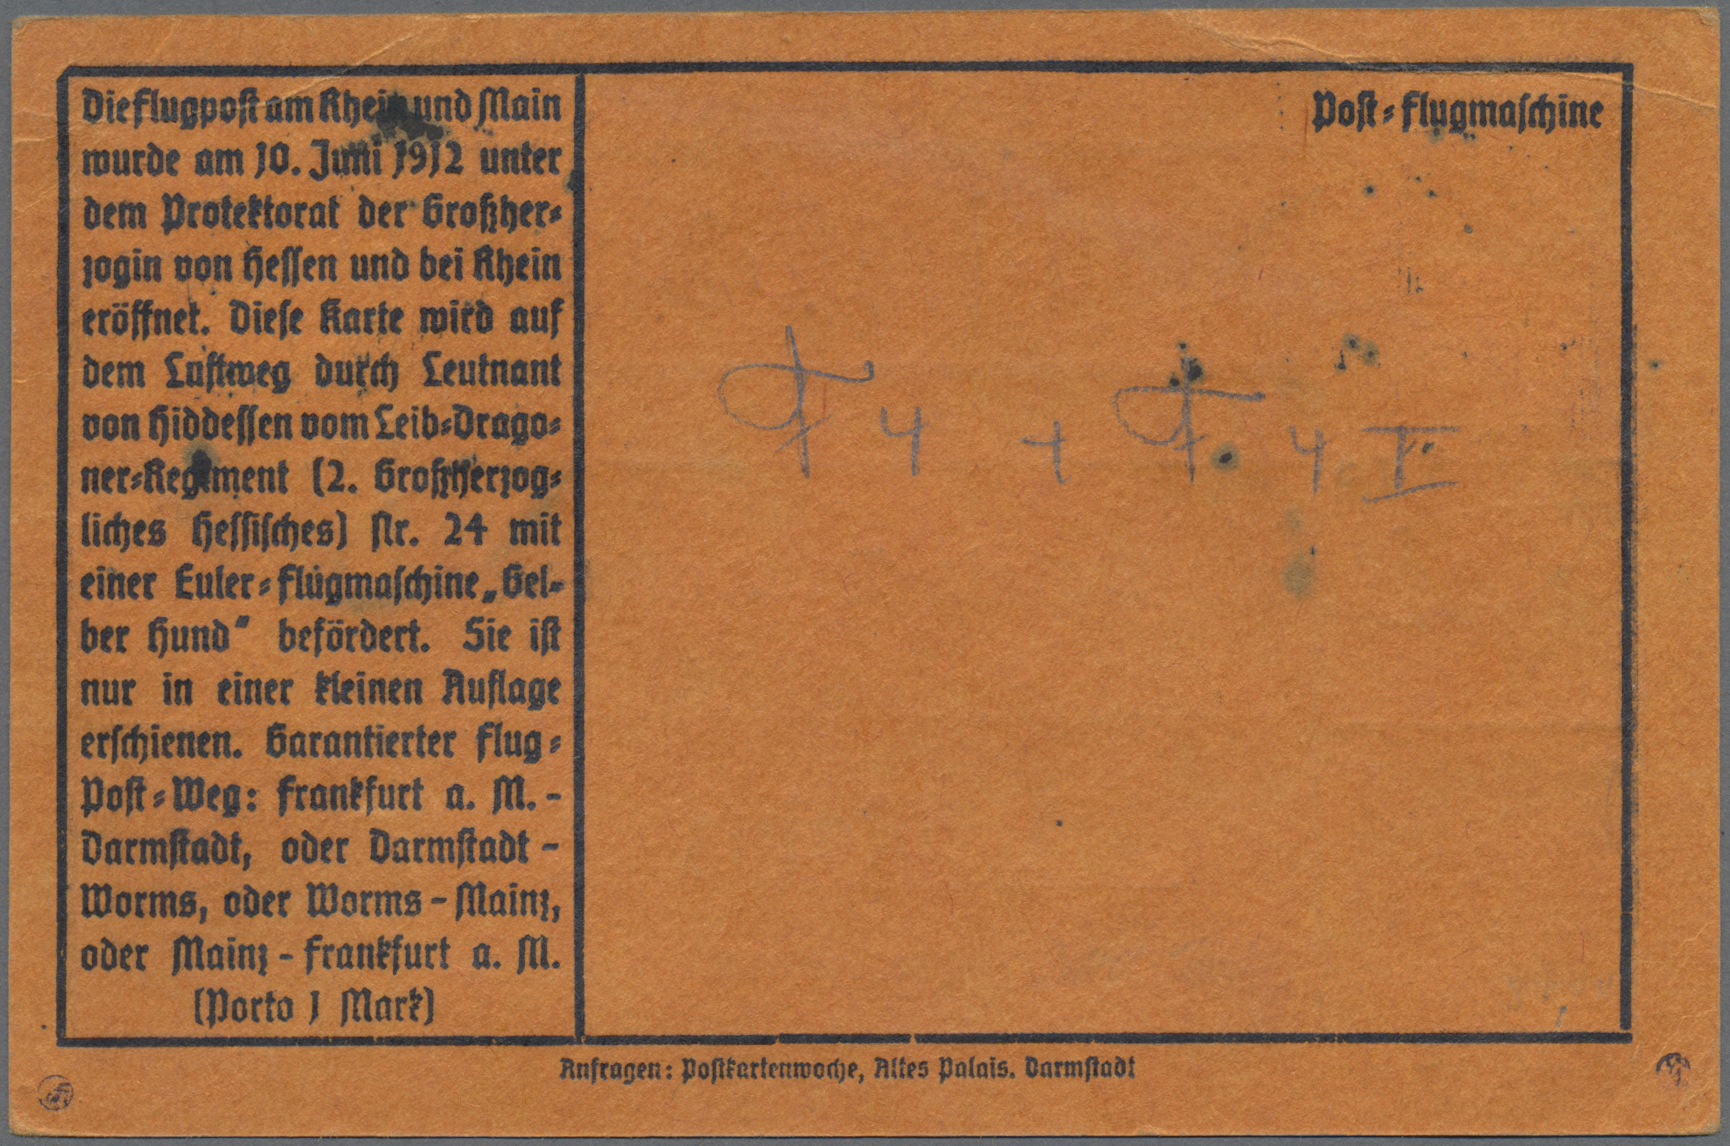 Die Flugpost am Rhein und Main
wurde am 10. Juni 1912 unter
dem Protektorat der Großher-
zogin von Hessen und bei Rhein
eröffnet. Diese Karte wird auf
dem Luftweg durch Leutnant
von Hiddessen vom Leib-Drago-
ner-Regiment (2. Großherzog-
liches Hessisches) Nr. 24 mit
einer Euler-Flugmaschine „Gel-
ber Hund“ befördert. Sie ist
nur in einer kleinen Auflage
erschienen. Garantierter Flug-
Post-Weg: Frankfurt a. M. -
Darmstadt, oder Darmstadt -
Worms, oder Worms - Mainz,
oder Mainz - Frankfurt a. M.
(Porto 1 Mark)
Post-Flugmaschine
F 4 + F. 4 I
Anfragen: Postkartenwoche, Altes Palais. Darmstadt